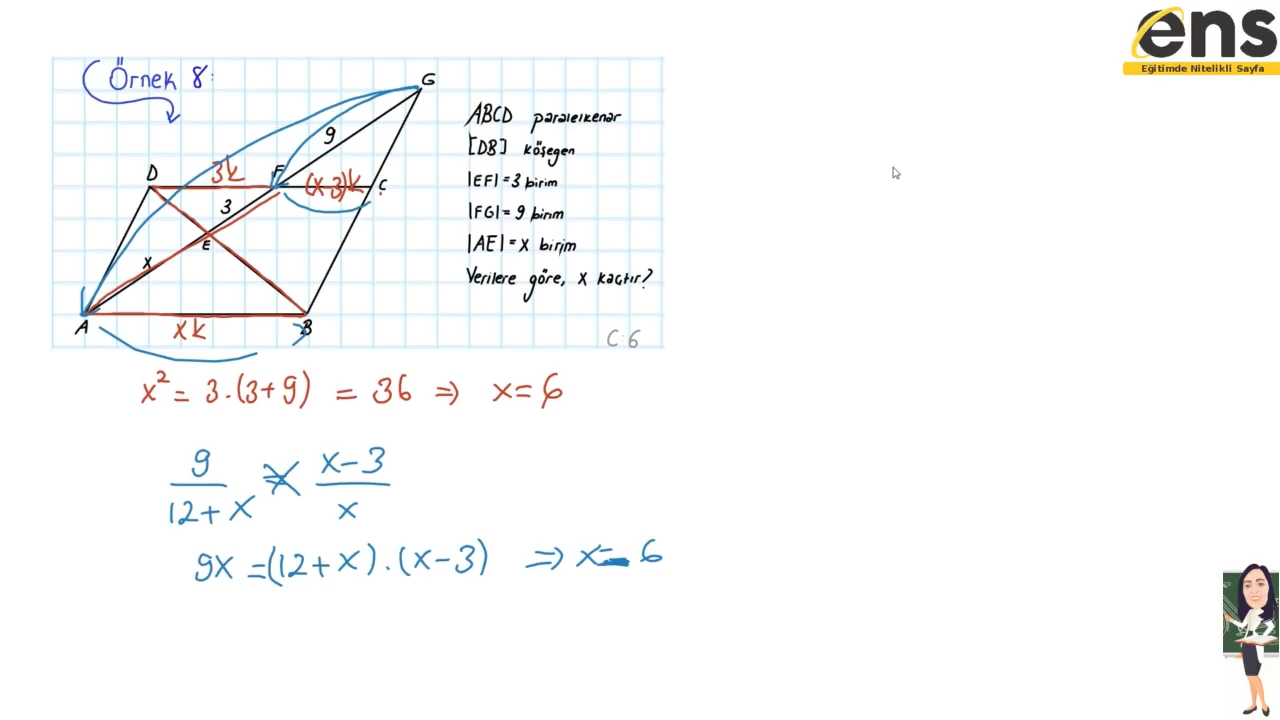 ens
Eğitimde Nitelikli Sayfa
Örnek 8:
G
9
D
3k
F
(x-3)k
C
3
E
x
A
xk
B
ABCD paralelkenar
[DB] köşegen
|EF|= 3 birim
|FG|= 9 birim
|AE|= x birim
Verilere göre, x kaçtır?
C:6
x² = 3.(3+9) = 36 ⇒ x=6
9/(12+x) = (x-3)/x
9x =(12+x).(x-3) ⇒ x=6